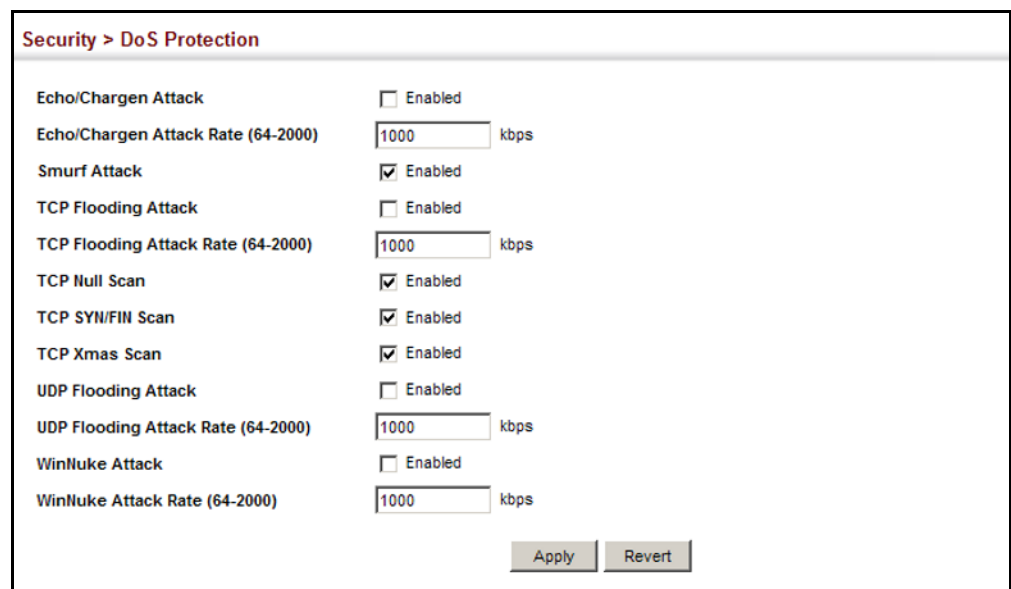 Security > DoS Protection
Echo/Chargen Attack Enabled
Echo/Chargen Attack Rate (64-2000) 1000 kbps
Smurf Attack Enabled
TCP Flooding Attack Enabled
TCP Flooding Attack Rate (64-2000) 1000 kbps
TCP Null Scan Enabled
TCP SYN/FIN Scan Enabled
TCP Xmas Scan Enabled
UDP Flooding Attack Enabled
UDP Flooding Attack Rate (64-2000) 1000 kbps
WinNuke Attack Enabled
WinNuke Attack Rate (64-2000) 1000 kbps
Apply Revert